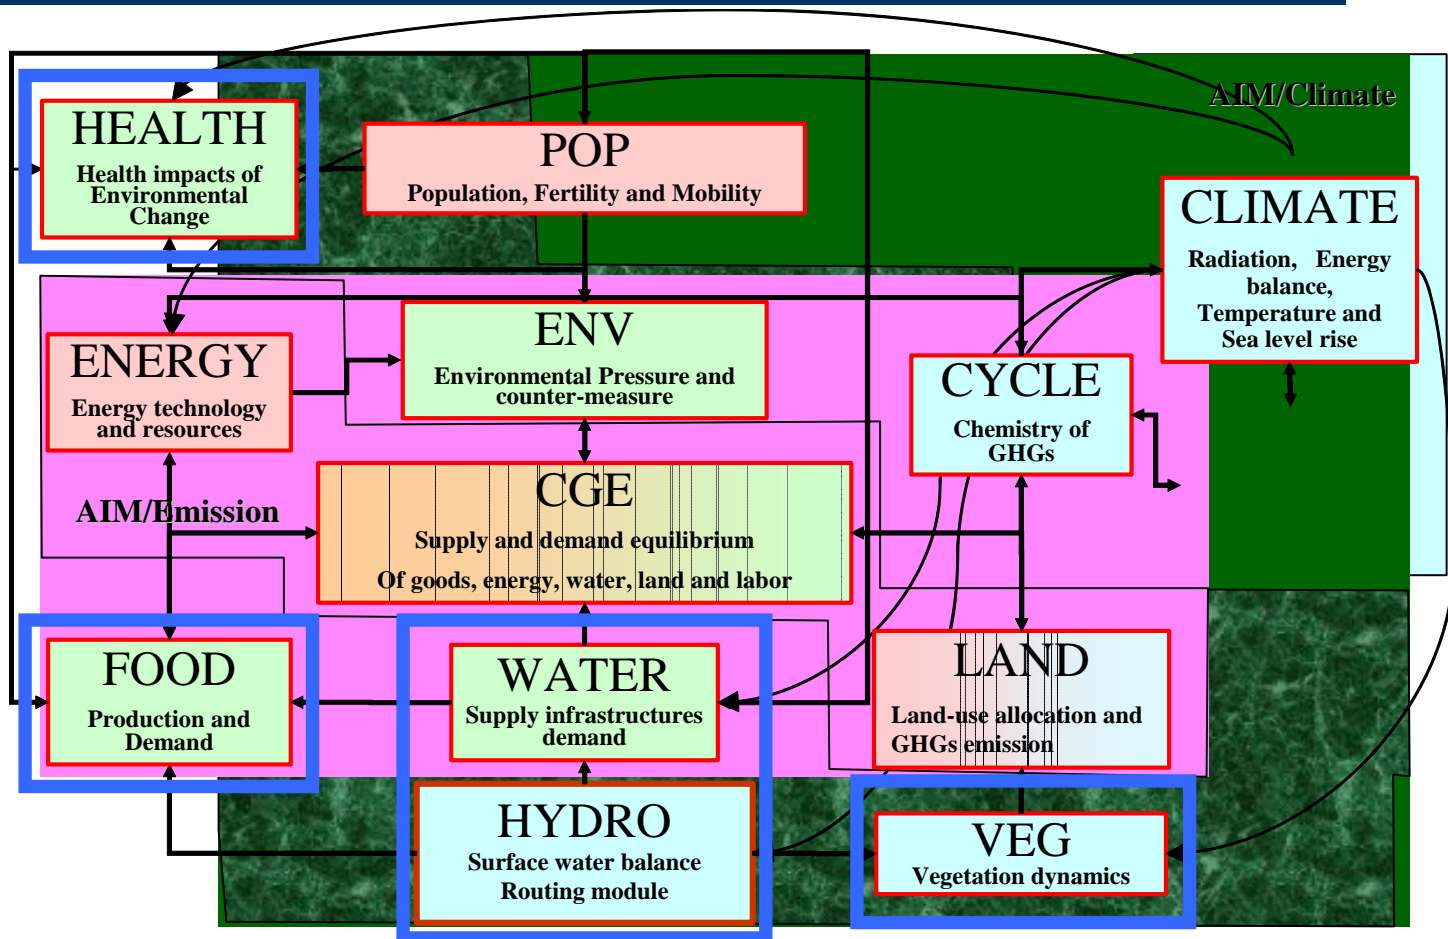 AIM/Climate
HEALTH
Health impacts of
Environmental
Change
POP
Population, Fertility and Mobility
CLIMATE
Radiation, Energy
balance,
Temperature and
Sea level rise
ENERGY
Energy technology
and resources
ENV
Environmental Pressure and
counter-measure
CYCLE
Chemistry of
GHGs
AIM/Emission
CGE
Supply and demand equilibrium
Of goods, energy, water, land and labor
FOOD
Production and
Demand
WATER
Supply infrastructures
demand
LAND
Land-use allocation and
GHGs emission
HYDRO
Surface water balance
Routing module
VEG
Vegetation dynamics